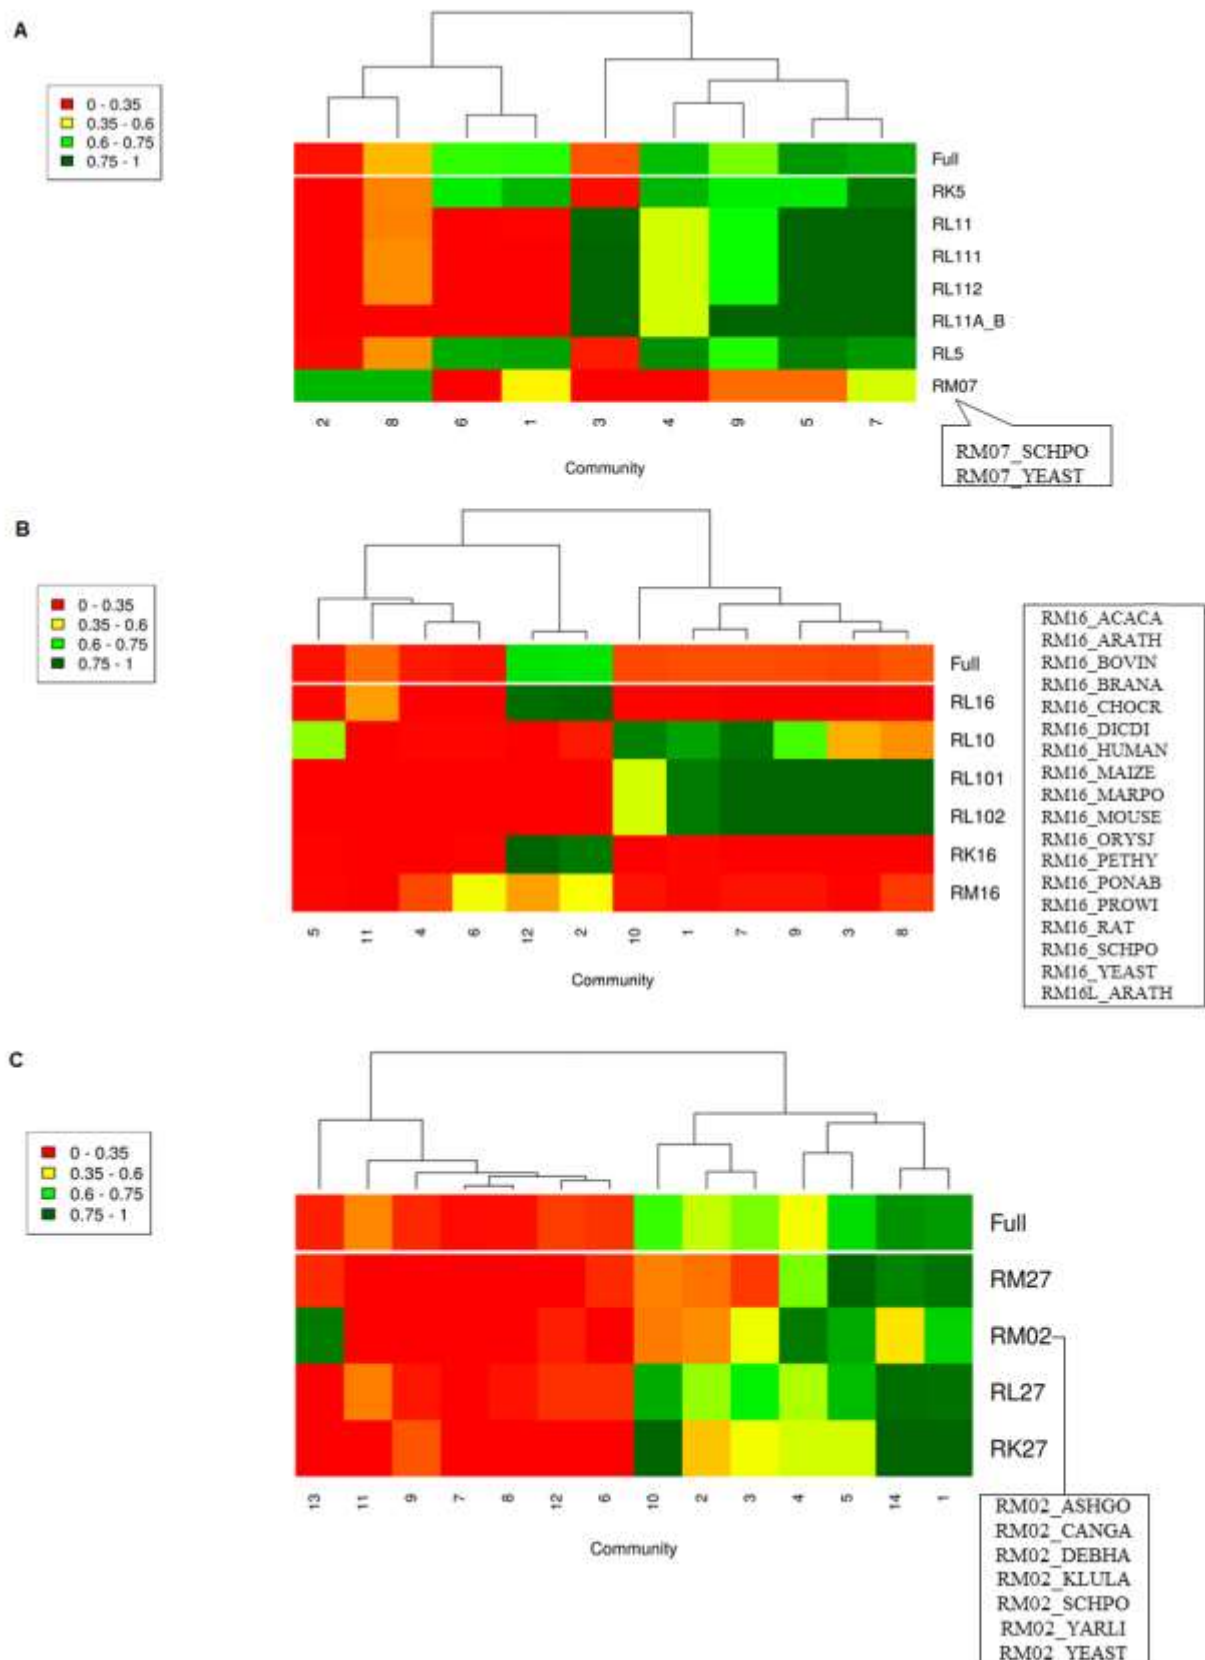 A
0 - 0.35
0.35 - 0.6
0.6 - 0.75
0.75 - 1
Full
RK5
RL11
RL111
RL112
RL11A_B
RL5
RM07
2 8 6 1 3 4 9 5 7
Community
RM07_SCHPO
RM07_YEAST
B
0 - 0.35
0.35 - 0.6
0.6 - 0.75
0.75 - 1
Full
RL16
RL10
RL101
RL102
RK16
RM16
5 11 4 6 12 2 10 1 7 9 3 8
Community
RM16_ACACA
RM16_ARATH
RM16_BOVIN
RM16_BRANA
RM16_CHOCR
RM16_DICDI
RM16_HUMAN
RM16_MAIZE
RM16_MARPO
RM16_MOUSE
RM16_ORYSJ
RM16_PETHY
RM16_PONAB
RM16_PROWI
RM16_RAT
RM16_SCHPO
RM16_YEAST
RM16L_ARATH
C
0 - 0.35
0.35 - 0.6
0.6 - 0.75
0.75 - 1
Full
RM27
RM02
RL27
RK27
13 11 9 7 8 12 6 10 2 3 4 5 14 1
Community
RM02_ASHGO
RM02_CANGA
RM02_DEBHA
RM02_KLULA
RM02_SCHPO
RM02_YARLI
RM02_YEAST